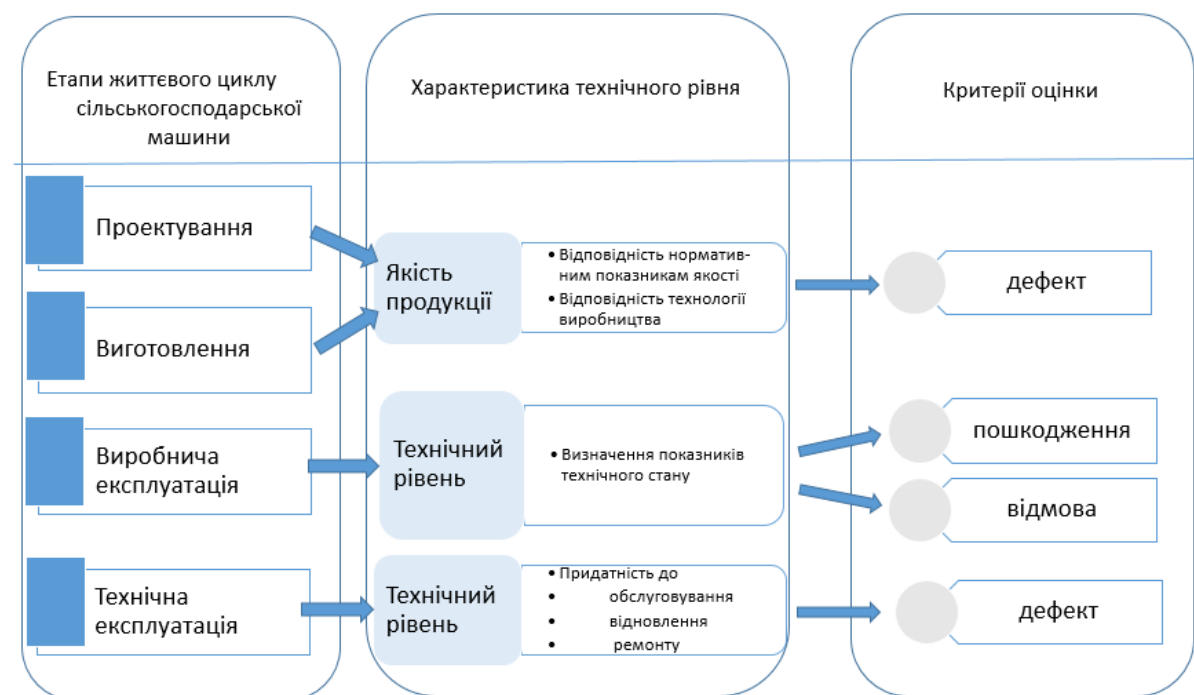 Етапи життєвого циклу
сільськогосподарської
машини
Характеристика технічного рівня
Критерії оцінки
Проектування
Виготовлення
Якість
продукції
• Відповідність норматив-
ним показникам якості
• Відповідність технології
виробництва
дефект
Виробнича
експлуатація
Технічний
рівень
• Визначення показників
технічного стану
пошкодження
відмова
Технічна
експлуатація
Технічний
рівень
• Придатність до
• обслуговування
• відновлення
• ремонту
дефект